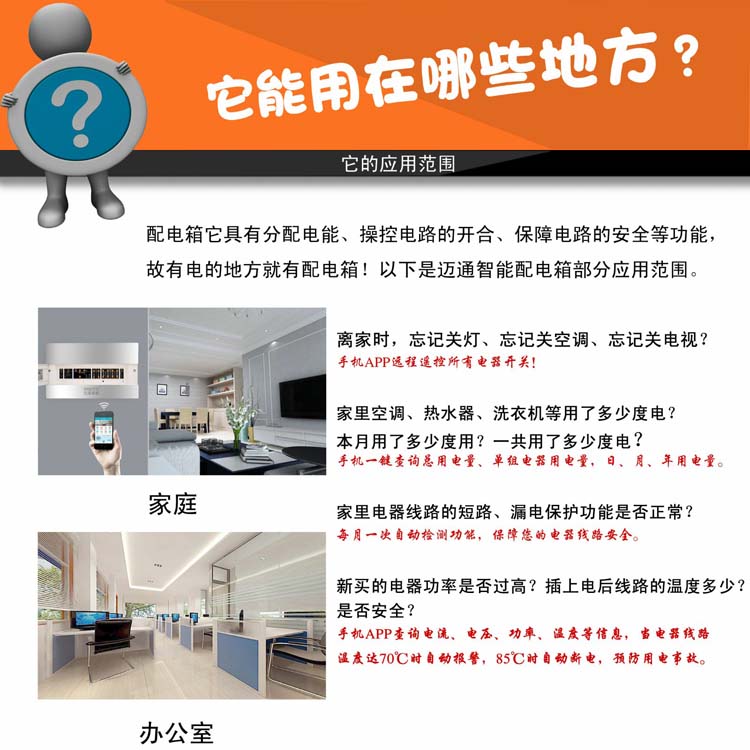 它能用在哪些地方？
它的应用范围
配电箱它具有分配电能、操控电路的开合、保障电路的安全等功能，
故有电的地方就有配电箱！以下是迈通智能配电箱部分应用范围。
离家时，忘记关灯、忘记关空调、忘记关电视？
手机APP远程遥控所有电器开关！
家里空调、热水器、洗衣机等用了多少度电？
本月用了多少度用？一共用了多少度电？
手机一键查询总用电量、单组电器用电量，日、月、年用电量。
家庭
家里电器线路的短路、漏电保护功能是否正常？
每月一次自动检测功能，保障您的电器线路安全。
新买的电器功率是否过高？插上电后线路的温度多少？
是否安全？
手机APP查询电流、电压、功率、温度等信息，当电器线路
温度达70℃时自动报警，85℃时自动断电，预防用电事故。
办公室